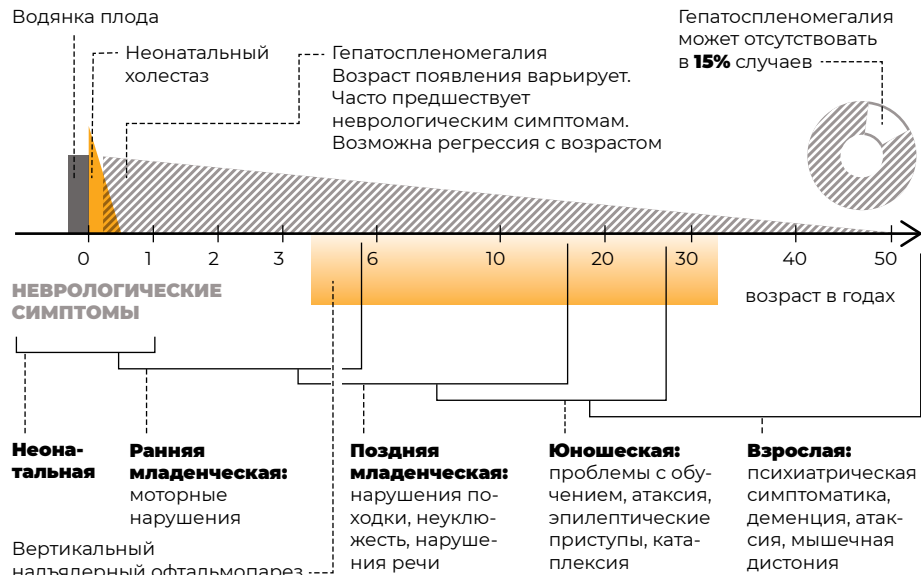 Водянка плода
Неонатальный
холестаз
Гепатоспленомегалия
Возраст появления варьирует.
Часто предшествует
неврологическим симптомам.
Возможна регрессия с возрастом
Гепатоспленомегалия
может отсутствовать
в 15% случаев
0 1 2 3 6 10 20 30 40 50
возраст в годах
НЕВРОЛОГИЧЕСКИЕ
СИМПТОМЫ
Неона-
тальная
Ранняя
младенческая:
моторные
нарушения
Поздняя
младенческая:
нарушения по-
ходки, неуклю-
жесть, наруше-
ния речи
Юношеская:
проблемы с обу-
чением, атаксия,
эпилептические
приступы, ката-
плексия
Взрослая:
психиатрическая
симптоматика,
деменция, атак-
сия, мышечная
дистония
Вертикальный
надъядерный офтальмопарез